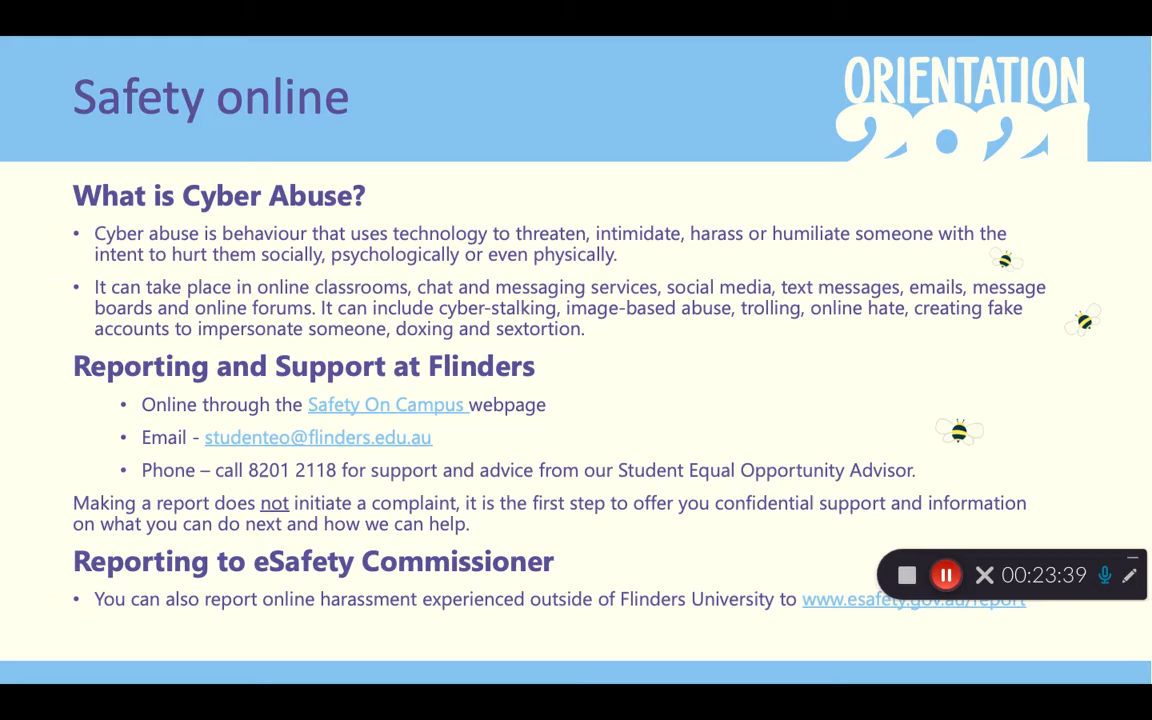 Safety online
ORIENTATION
2021
What is Cyber Abuse?
• Cyber abuse is behaviour that uses technology to threaten, intimidate, harass or humiliate someone with the
intent to hurt them socially, psychologically or even physically.
• It can take place in online classrooms, chat and messaging services, social media, text messages, emails, message
boards and online forums. It can include cyber-stalking, image-based abuse, trolling, online hate, creating fake
accounts to impersonate someone, doxing and sextortion.
Reporting and Support at Flinders
• Online through the Safety On Campus webpage
• Email - studenteo@flinders.edu.au
• Phone – call 8201 2118 for support and advice from our Student Equal Opportunity Advisor.
Making a report does not initiate a complaint, it is the first step to offer you confidential support and information
on what you can do next and how we can help.
Reporting to eSafety Commissioner
00:23:39
• You can also report online harassment experienced outside of Flinders University to www.esafety.gov.au/report